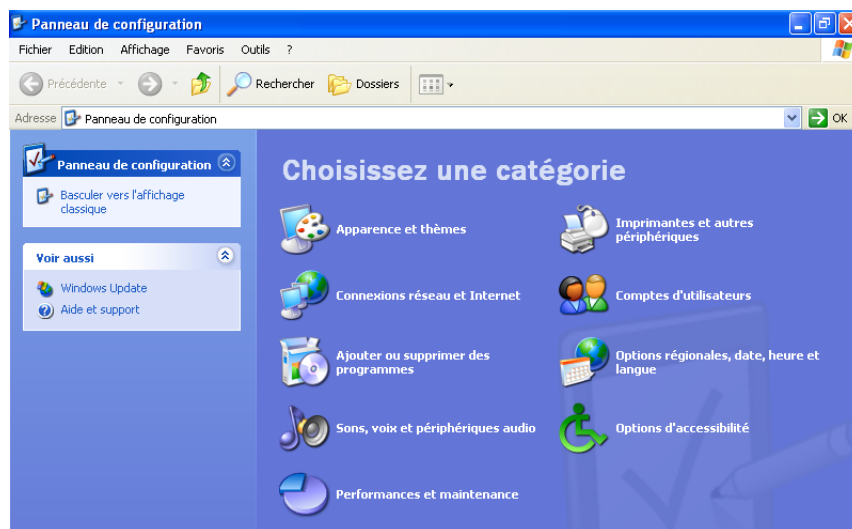 Panneau de configuration
Fichier Edition Affichage Favoris Outils ?
Précédente Rechercher Dossiers
Adresse Panneau de configuration OK
Panneau de configuration
Basculer vers l'affichage
classique
Voir aussi
Windows Update
Aide et support
Choisissez une catégorie
Apparence et thèmes
Imprimantes et autres
périphériques
Connexions réseau et Internet
Comptes d'utilisateurs
Ajouter ou supprimer des
programmes
Options régionales, date, heure et
langue
Sons, voix et périphériques audio
Options d'accessibilité
Performances et maintenance